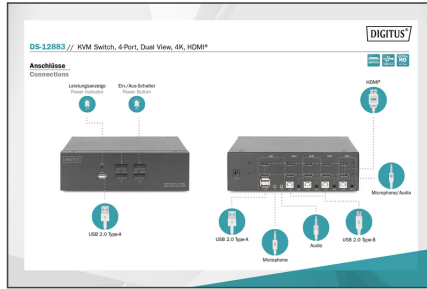 DIGITUS®
DS-12883 // KVM Switch, 4-Port, Dual View, 4K, HDMI®
Anschlüsse
Connections
Leistungsanzeige
Power Indicator
Ein-/Aus-Schalter
Power Button
HDMI®
DIGITUS
USB 2.0 Type-A
USB 2.0 Type-A
Microphone
Audio
USB 2.0 Type-B
Microphone/Audio